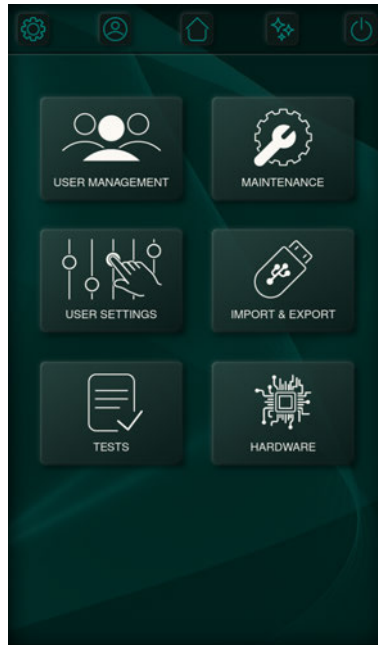 USER MANAGEMENT
MAINTENANCE
USER SETTINGS
IMPORT & EXPORT
TESTS
HARDWARE